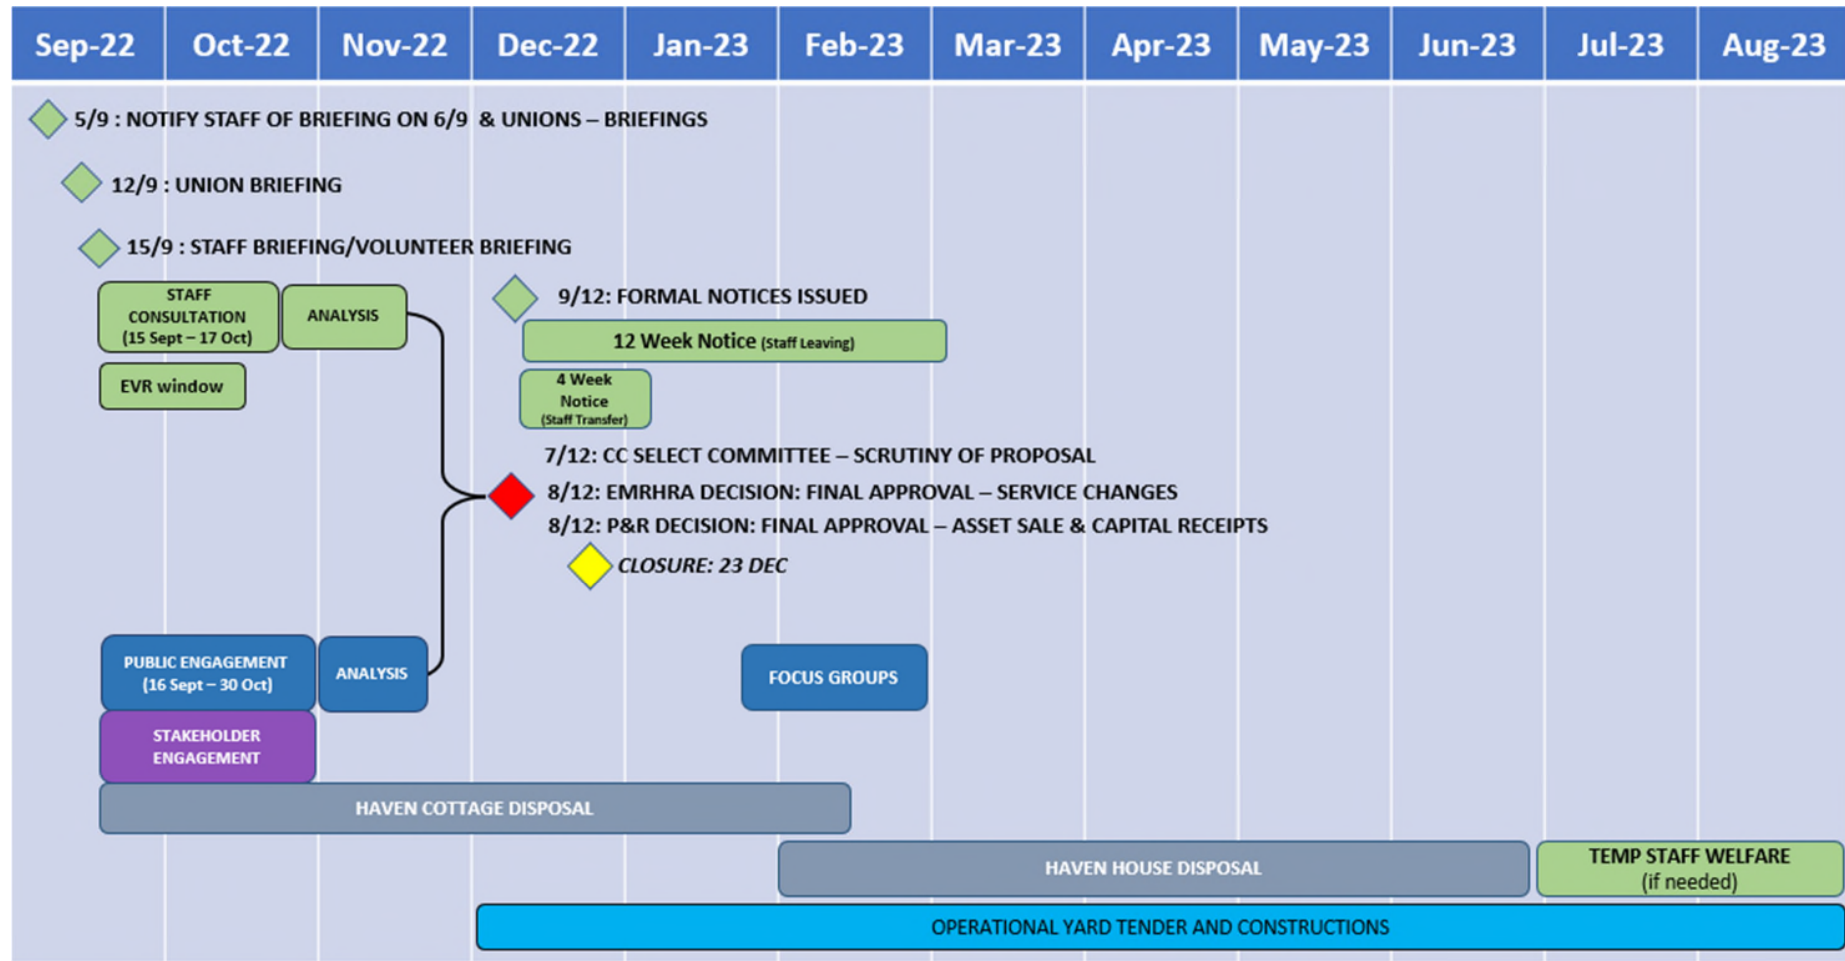 Sep-22 Oct-22 Nov-22 Dec-22 Jan-23 Feb-23 Mar-23 Apr-23 May-23 Jun-23 Jul-23 Aug-23
5/9 : NOTIFY STAFF OF BRIEFING ON 6/9 & UNIONS – BRIEFINGS
12/9 : UNION BRIEFING
15/9 : STAFF BRIEFING/VOLUNTEER BRIEFING
STAFF
CONSULTATION
(15 Sept – 17 Oct)
ANALYSIS
9/12: FORMAL NOTICES ISSUED
12 Week Notice (Staff Leaving)
EVR window
4 Week
Notice
(Staff Transfer)
7/12: CC SELECT COMMITTEE – SCRUTINY OF PROPOSAL
8/12: EMRHRA DECISION: FINAL APPROVAL – SERVICE CHANGES
8/12: P&R DECISION: FINAL APPROVAL – ASSET SALE & CAPITAL RECEIPTS
CLOSURE: 23 DEC
PUBLIC ENGAGEMENT
(16 Sept – 30 Oct)
ANALYSIS
FOCUS GROUPS
STAKEHOLDER
ENGAGEMENT
HAVEN COTTAGE DISPOSAL
HAVEN HOUSE DISPOSAL
TEMP STAFF WELFARE
(if needed)
OPERATIONAL YARD TENDER AND CONSTRUCTIONS